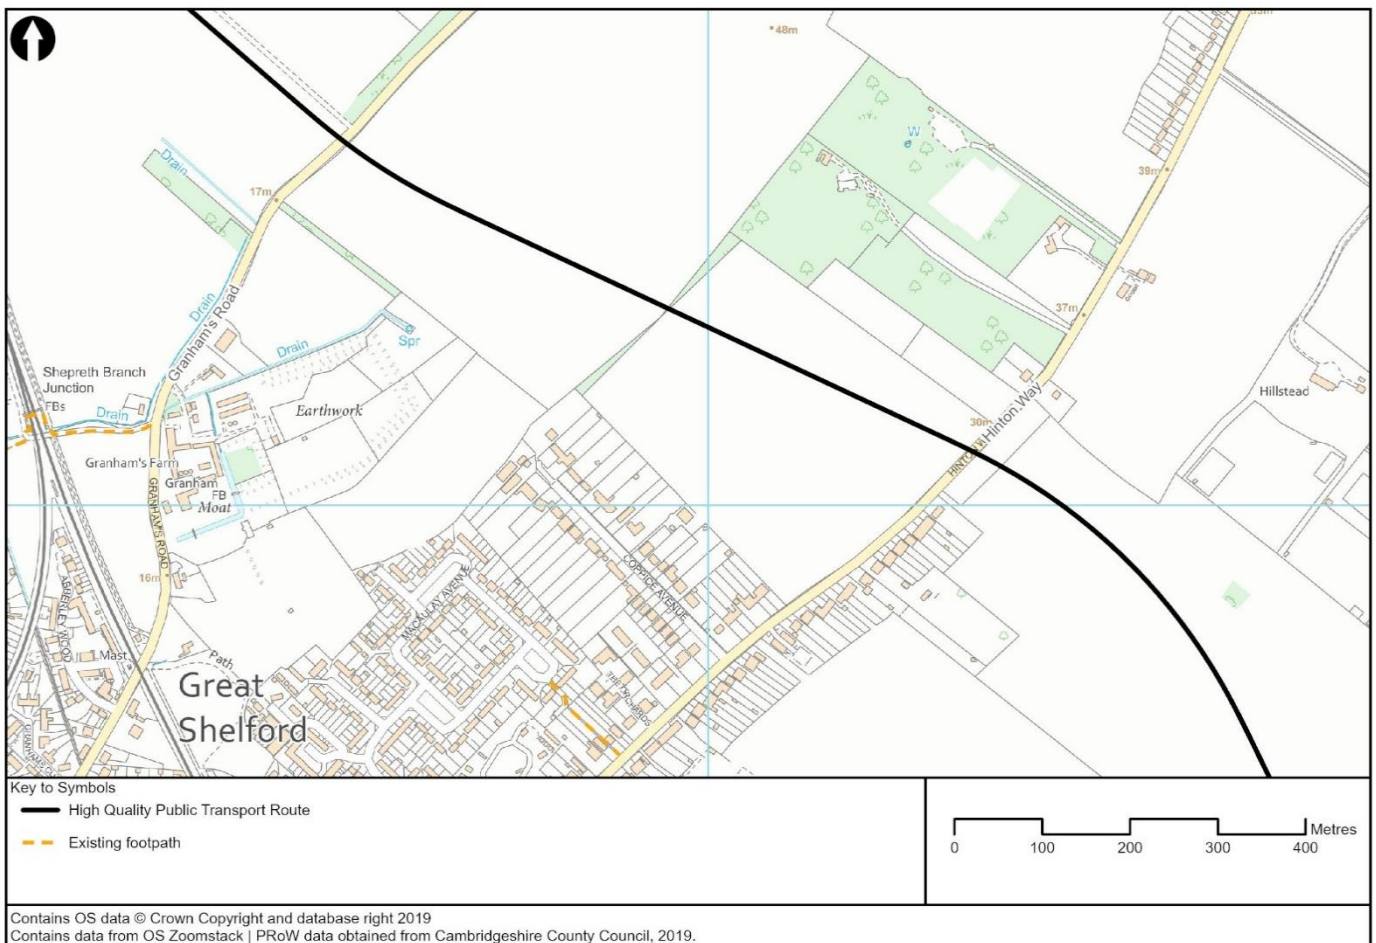 48m
W
Drain
17m
39m
Drain
Granham's Road
Drain
Spr
37m
Shepreth Branch
Junction
FBs
Drain
Earthwork
Hillstead
30m
HINTON WAY
Hinton Way
Granham's Farm
Granham
FB
Moat
GRANHAM'S ROAD
16m
MACAULAY AVENUE
COPPICE AVENUE
ABBERLEY WOOD
Mast
Path
THE ORCHARDS
Great
Shelford
Key to Symbols
High Quality Public Transport Route
Existing footpath
Metres
0 100 200 300 400
Contains OS data © Crown Copyright and database right 2019
Contains data from OS Zoomstack | PRoW data obtained from Cambridgeshire County Council, 2019.